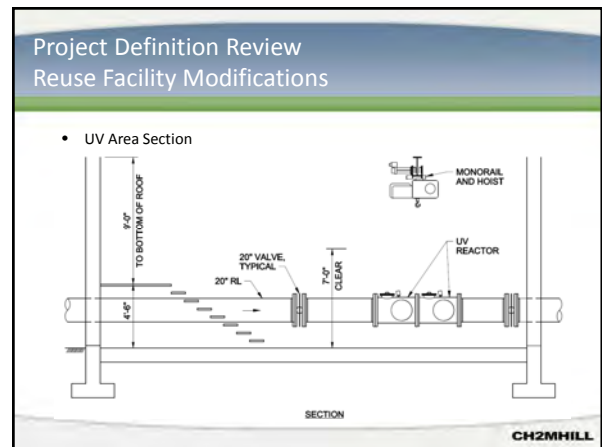 Project Definition Review
Reuse Facility Modifications
• UV Area Section
MONORAIL
AND HOIST
9'-0"
TO BOTTOM OF ROOF
20" VALVE,
TYPICAL
20" RL
7'-0"
CLEAR
UV
REACTOR
4'-6"
SECTION
CH2MHILL